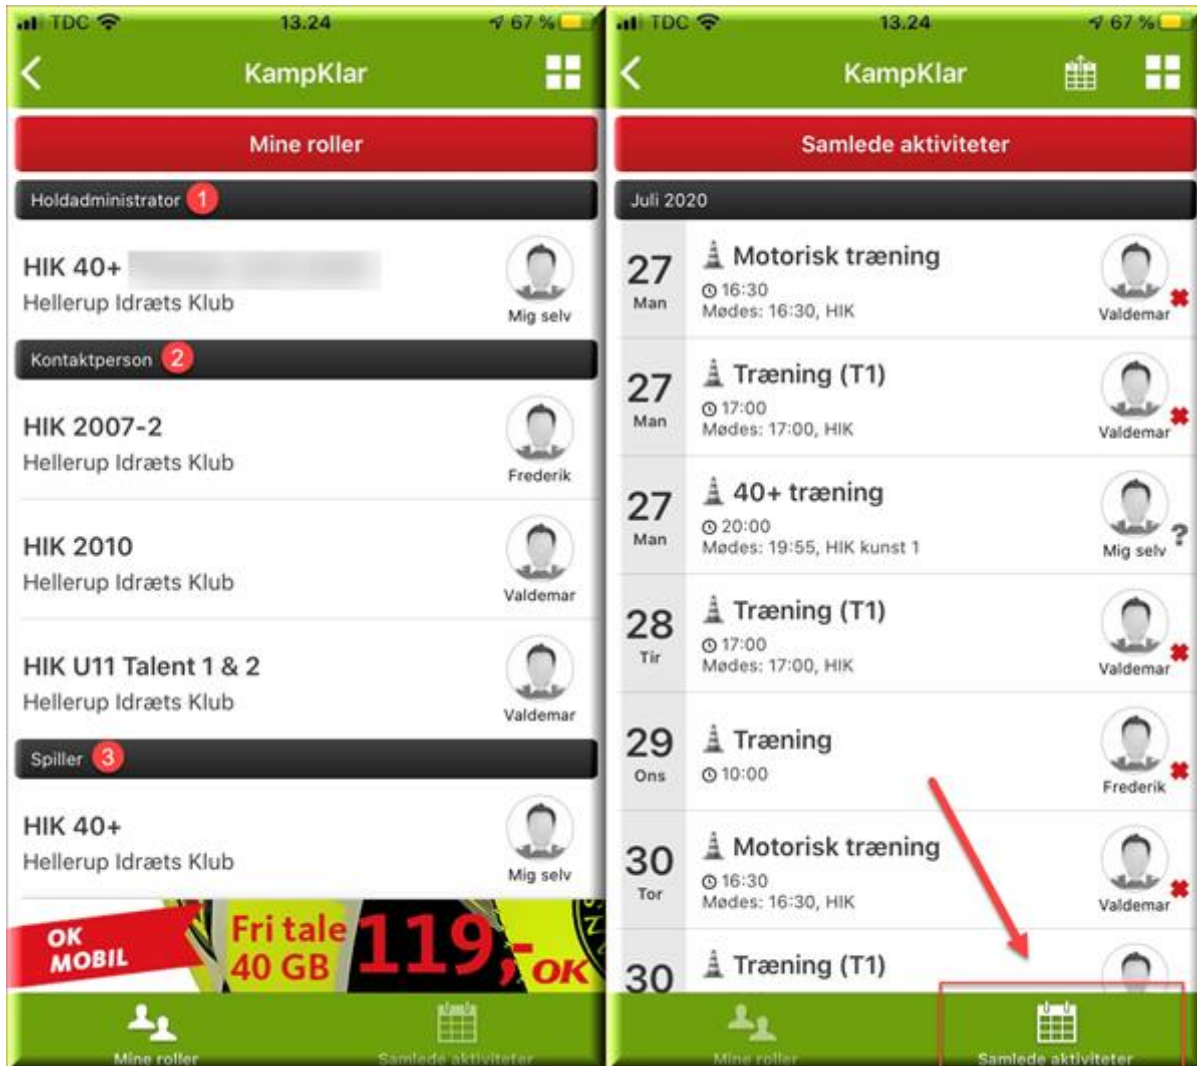 TDC 13.24 67 %
KampKlar
Mine roller
Holdadministrator 1
HIK 40+
Hellerup Idræts Klub
Mig selv
Kontaktperson 2
HIK 2007-2
Hellerup Idræts Klub
Frederik
HIK 2010
Hellerup Idræts Klub
Valdemar
HIK U11 Talent 1 & 2
Hellerup Idræts Klub
Valdemar
Spiller 3
HIK 40+
Hellerup Idræts Klub
Mig selv
OK
MOBIL
Fri tale
40 GB
119,-
OK
Mine roller
Samlede aktiviteter
TDC 13.24 67 %
KampKlar
Samlede aktiviteter
Juli 2020
27
Man
Motorisk træning
16:30
Mødes: 16:30, HIK
Valdemar
27
Man
Træning (T1)
17:00
Mødes: 17:00, HIK
Valdemar
27
Man
40+ træning
20:00
Mødes: 19:55, HIK kunst 1
Mig selv
?
28
Tir
Træning (T1)
17:00
Mødes: 17:00, HIK
Valdemar
29
Ons
Træning
10:00
Frederik
30
Tor
Motorisk træning
16:30
Mødes: 16:30, HIK
Valdemar
30
Træning (T1)
Mine roller
Samlede aktiviteter